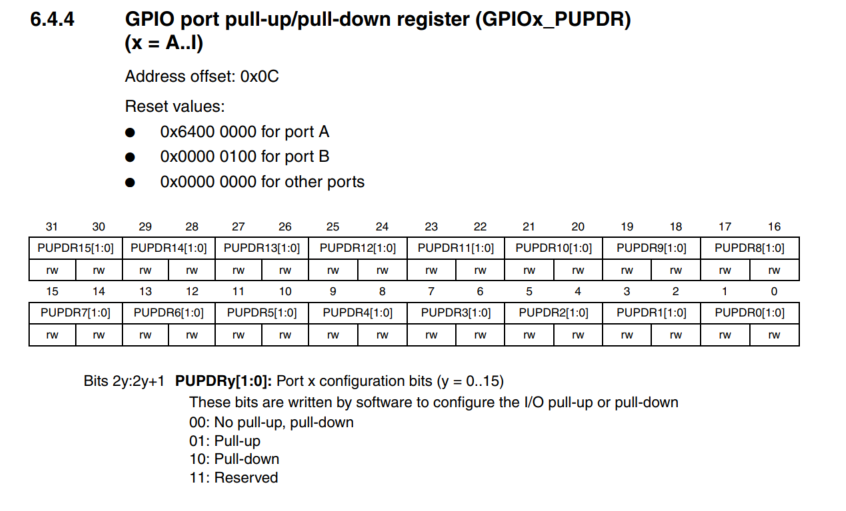 6.4.4 GPIO port pull-up/pull-down register (GPIOx_PUPDR)
(x = A..I)
Address offset: 0x0C
Reset values:
● 0x6400 0000 for port A
● 0x0000 0100 for port B
● 0x0000 0000 for other ports
31 30 29 28 27 26 25 24 23 22 21 20 19 18 17 16
PUPDR15[1:0] PUPDR14[1:0] PUPDR13[1:0] PUPDR12[1:0] PUPDR11[1:0] PUPDR10[1:0] PUPDR9[1:0] PUPDR8[1:0]
rw rw rw rw rw rw rw rw rw rw rw rw rw rw rw rw
15 14 13 12 11 10 9 8 7 6 5 4 3 2 1 0
PUPDR7[1:0] PUPDR6[1:0] PUPDR5[1:0] PUPDR4[1:0] PUPDR3[1:0] PUPDR2[1:0] PUPDR1[1:0] PUPDR0[1:0]
rw rw rw rw rw rw rw rw rw rw rw rw rw rw rw rw
Bits 2y:2y+1 PUPDRy[1:0]: Port x configuration bits (y = 0..15)
These bits are written by software to configure the I/O pull-up or pull-down
00: No pull-up, pull-down
01: Pull-up
10: Pull-down
11: Reserved